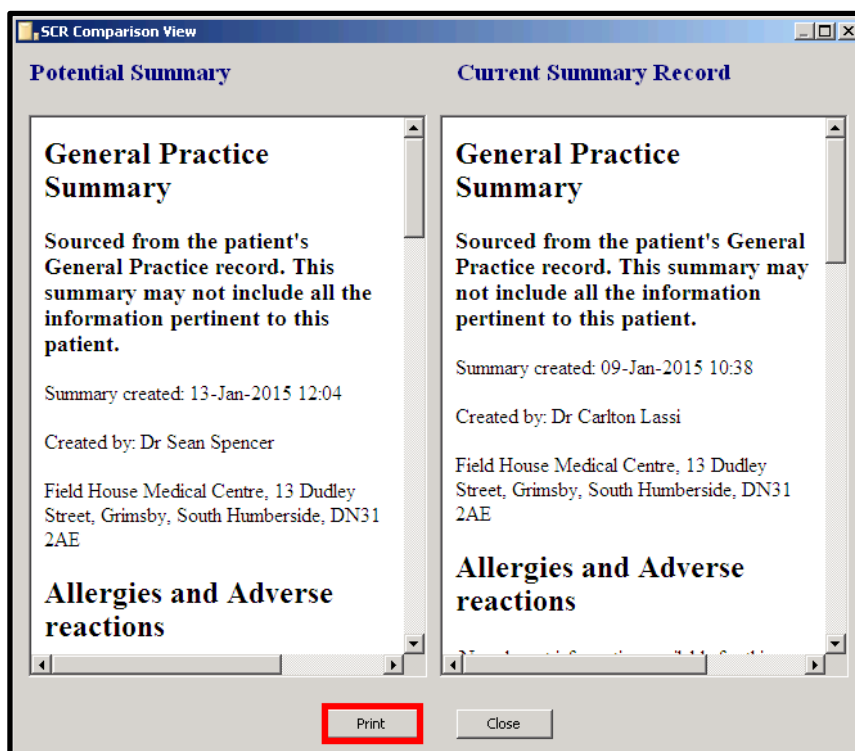 SCR Comparison View
Potential Summary
General Practice
Summary
Sourced from the patient's
General Practice record. This
summary may not include all the
information pertinent to this
patient.
Summary created: 13-Jan-2015 12:04
Created by: Dr Sean Spencer
Field House Medical Centre, 13 Dudley
Street, Grimsby, South Humberside, DN31
2AE
Allergies and Adverse
reactions
Current Summary Record
General Practice
Summary
Sourced from the patient's General
Practice record. This summary may
not include all the information
pertinent to this patient.
Summary created: 09-Jan-2015 10:38
Created by: Dr Carlton Lassi
Field House Medical Centre, 13 Dudley
Street, Grimsby, South Humberside, DN31
2AE
Allergies and Adverse
reactions
Print
Close